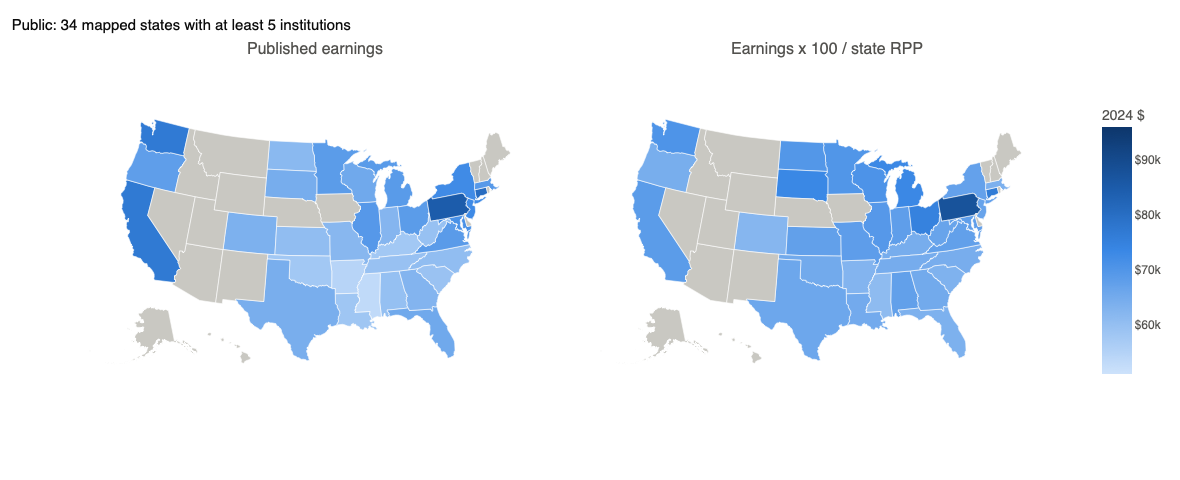 Public: 34 mapped states with at least 5 institutions
Published earnings
Earnings x 100 / state RPP
2024 $
$90k
$80k
$70k
$60k